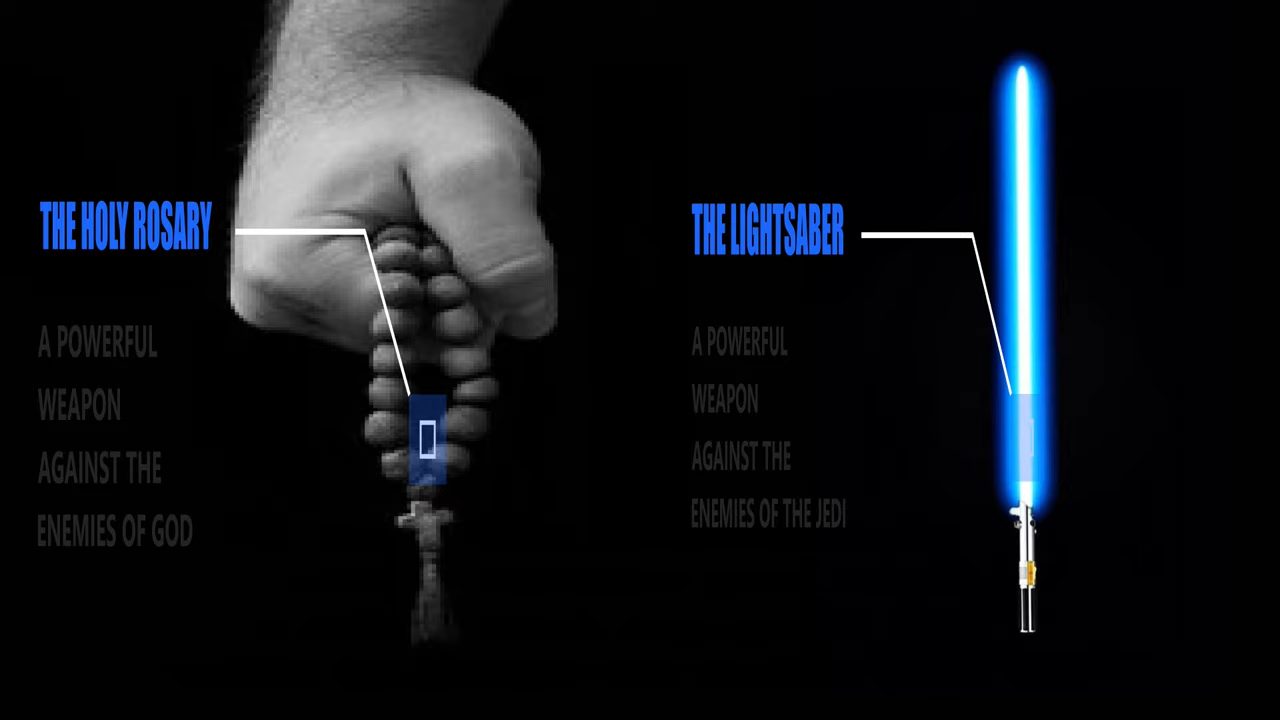 THE HOLY ROSARY
A POWERFUL
WEAPON
AGAINST THE
ENEMIES OF GOD
THE LIGHTSABER
A POWERFUL
WEAPON
AGAINST THE
ENEMIES OF THE JEDI